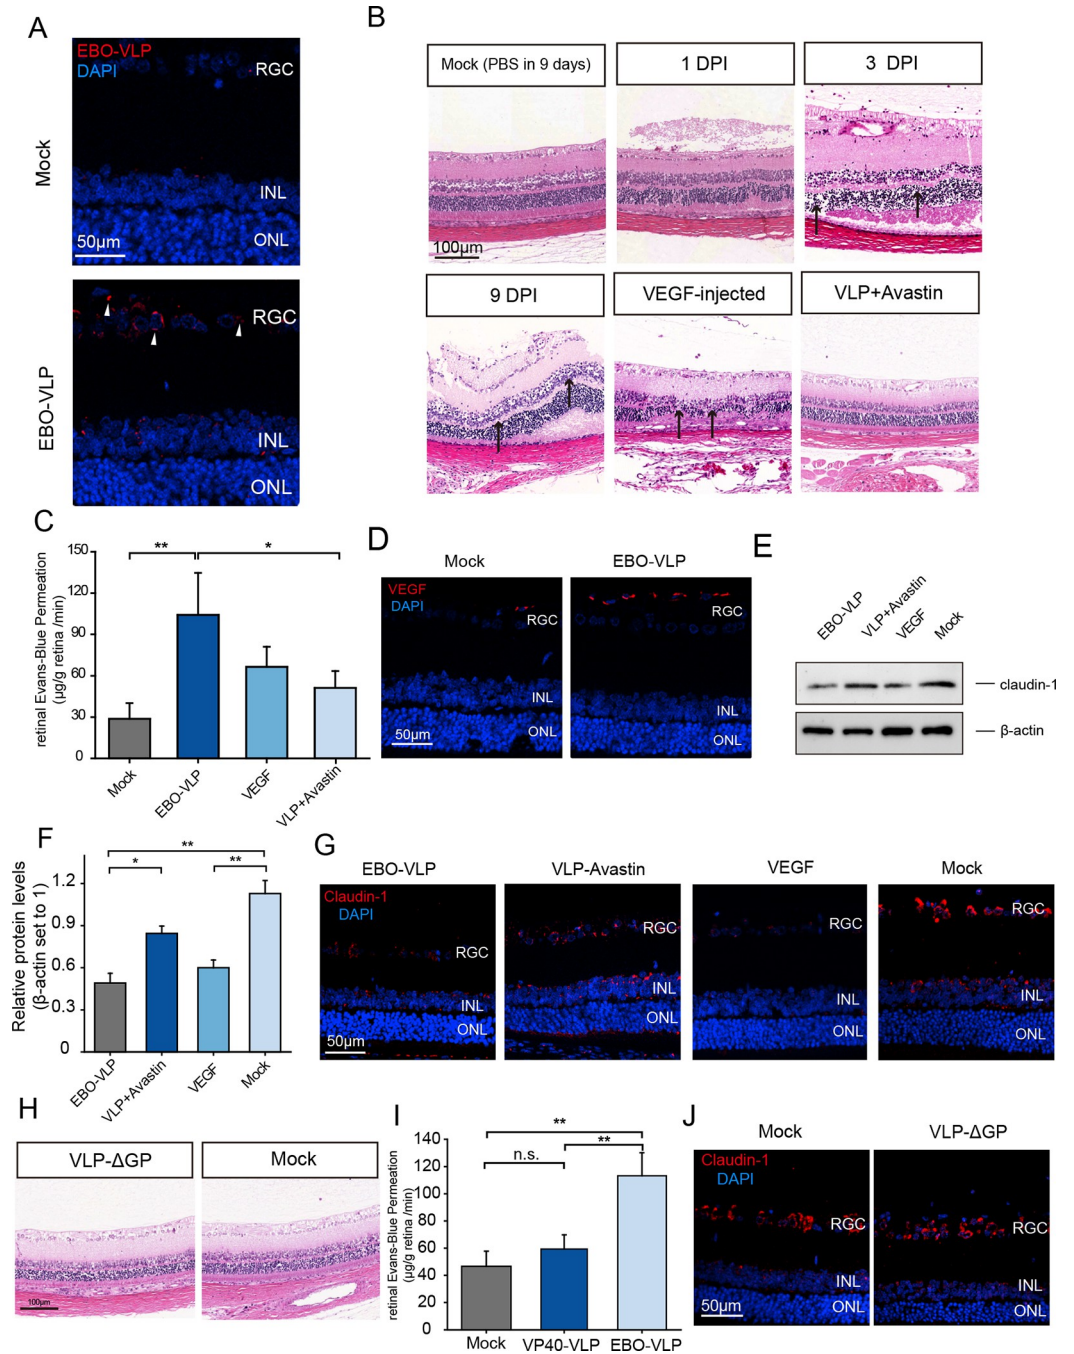 A
EBO-VLP
DAPI
RGC
Mock
INL
50μm
ONL
RGC
EBO-VLP
INL
ONL
B
Mock (PBS in 9 days)
1 DPI
3 DPI
100μm
9 DPI
VEGF-injected
VLP+Avastin
C
retinal Evans-Blue Permeation
(μg/g retina /min)
150
120
90
60
30
0
**
*
Mock
EBO-VLP
VEGF
VLP+Avastin
D
Mock
EBO-VLP
VEGF
DAPI
RGC
RGC
INL
INL
50μm
ONL
ONL
E
EBO-VLP
VLP+Avastin
VEGF
Mock
claudin-1
β-actin
F
Relative protein levels
(β-actin set to 1)
1.2
0.9
0.6
0.3
0
**
*
**
EBO-VLP
VLP+Avastin
VEGF
Mock
G
EBO-VLP
VLP-Avastin
VEGF
Mock
Claudin-1
DAPI
RGC
RGC
RGC
RGC
INL
INL
INL
INL
ONL
ONL
ONL
ONL
50μm
H
VLP-ΔGP
Mock
100μm
I
retinal Evans-Blue Permeation
(μg/g retina /min)
140
120
100
80
60
40
20
0
**
**
n.s.
Mock
VP40-VLP
EBO-VLP
J
Mock
VLP-ΔGP
Claudin-1
DAPI
RGC
RGC
INL
INL
50μm
ONL
ONL